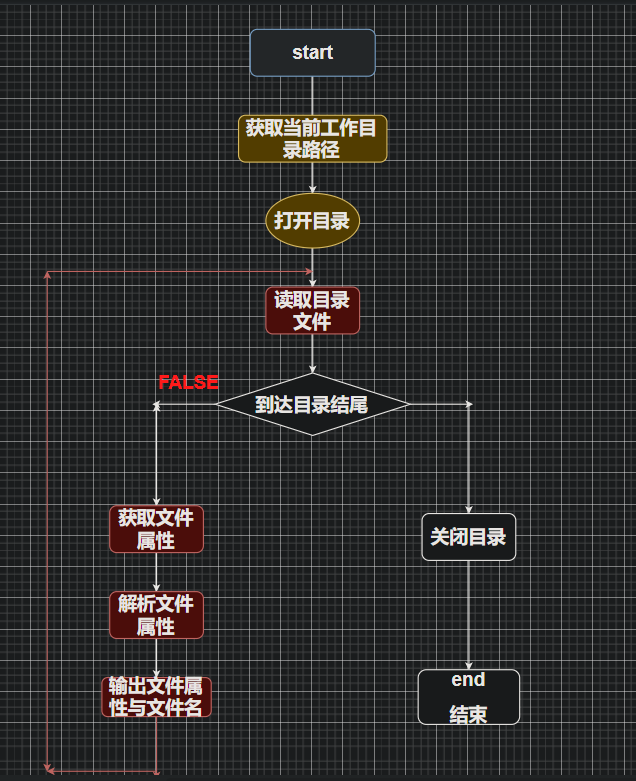 start
获取当前工作目
录路径
打开目录
读取目录
文件
FALSE
到达目录结尾
获取文件
属性
关闭目录
解析文件
属性
输出文件属
性与文件名
end
结束